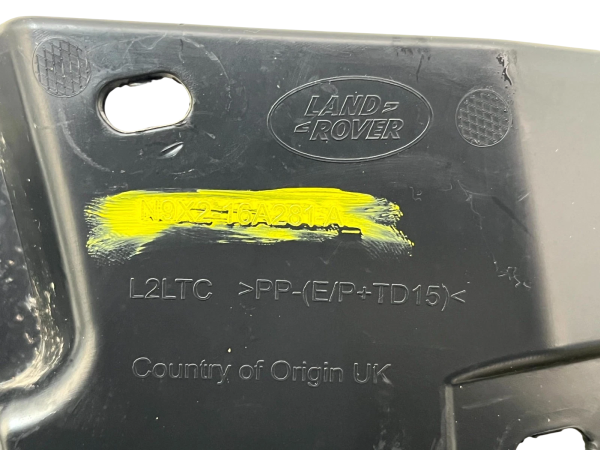 LAND
ROVER
L2LTC >PP-(E/P+TD15)<
Country of Origin UK